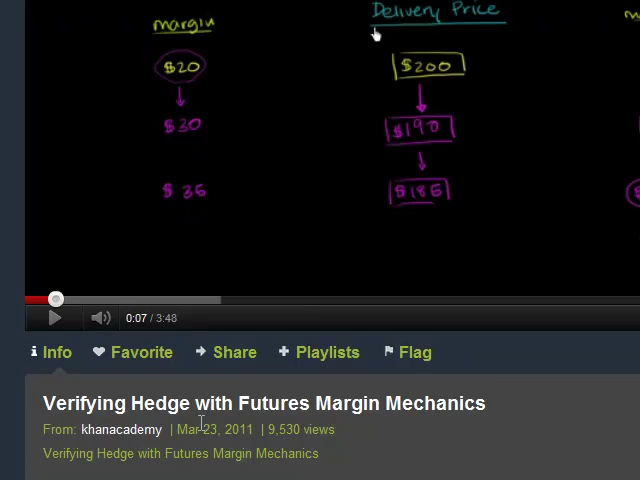 margin
Delivery Price
$20
$200
$30
$190
$35
$185
0:07 / 3:48
Info Favorite Share Playlists Flag
Verifying Hedge with Futures Margin Mechanics
From: khanacademy | Mar 23, 2011 | 9,530 views
Verifying Hedge with Futures Margin Mechanics